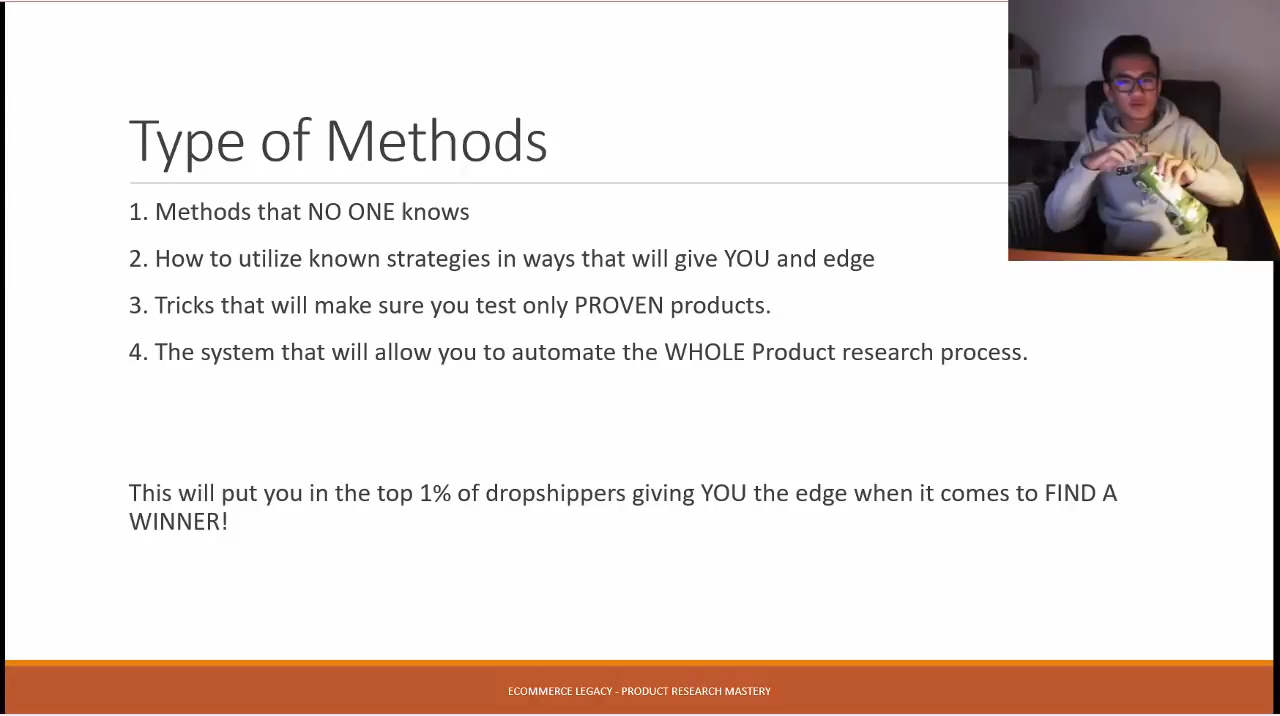 Type of Methods
1. Methods that NO ONE knows
2. How to utilize known strategies in ways that will give YOU and edge
3. Tricks that will make sure you test only PROVEN products.
4. The system that will allow you to automate the WHOLE Product research process.
This will put you in the top 1% of dropshippers giving YOU the edge when it comes to FIND A
WINNER!
ECOMMERCE LEGACY - PRODUCT RESEARCH MASTERY